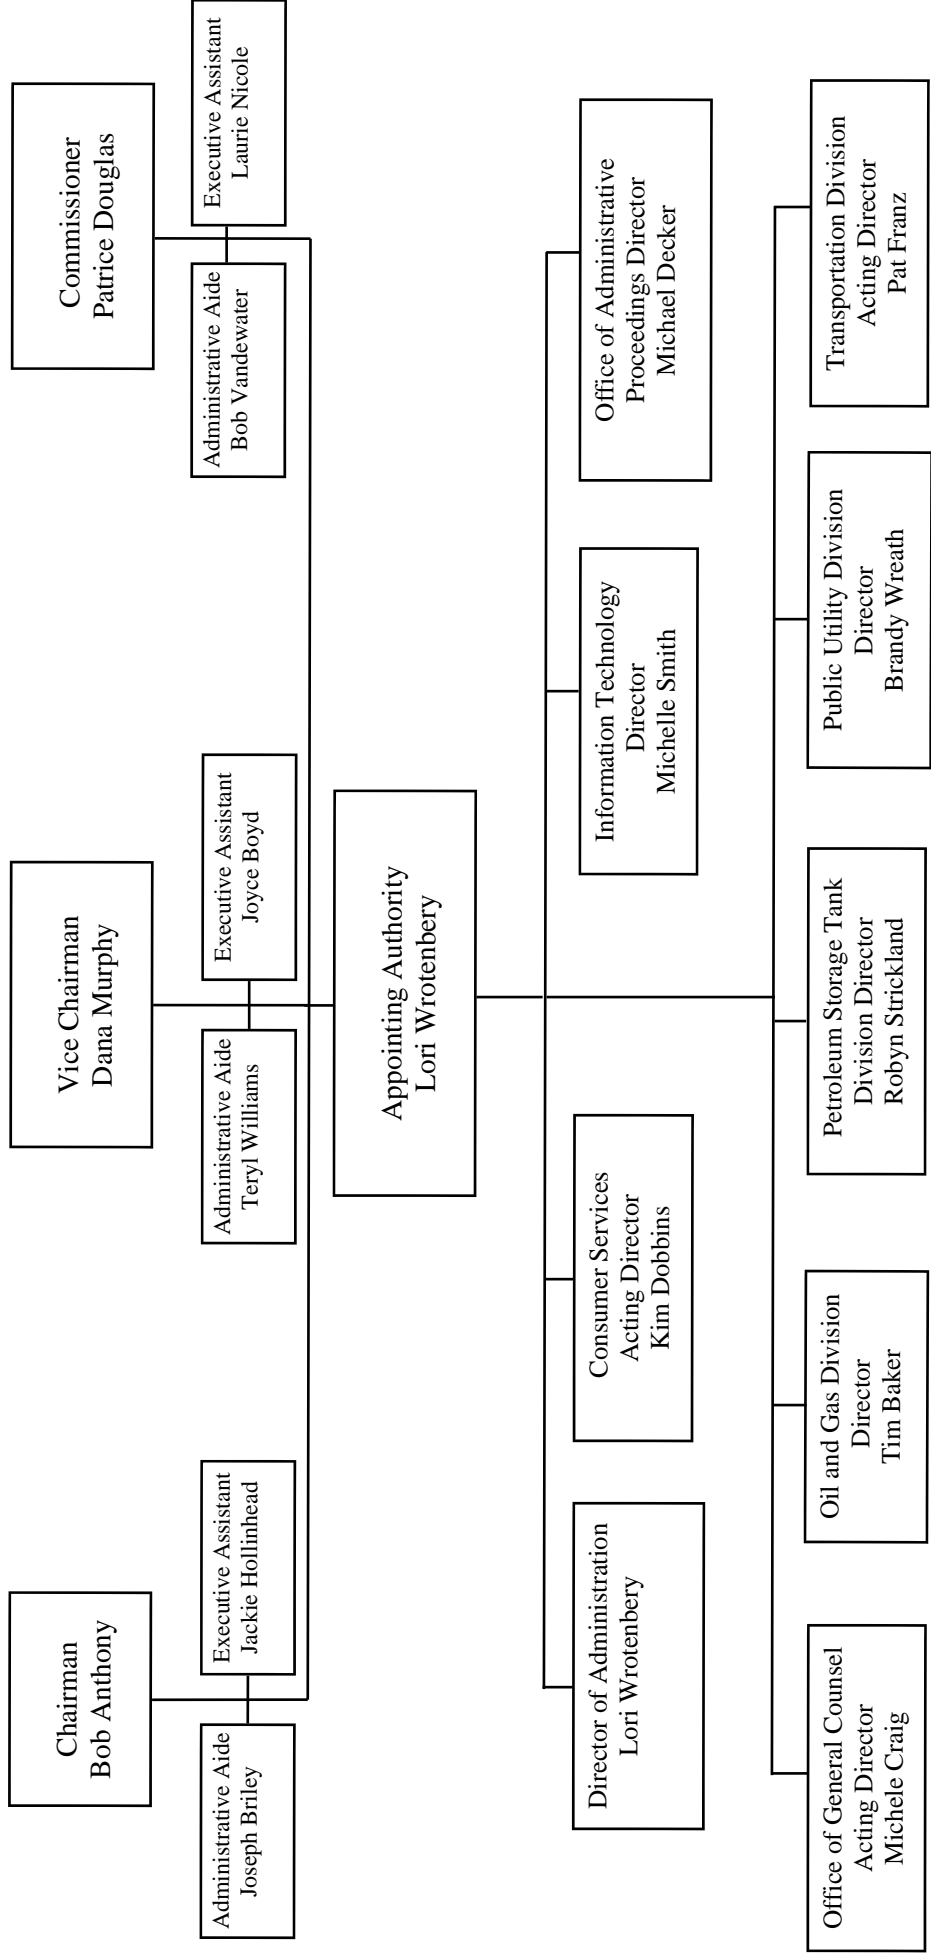 Chairman
Bob Anthony
Vice Chairman
Dana Murphy
Commissioner
Patrice Douglas
Administrative Aide
Joseph Briley
Executive Assistant
Jackie Hollinhead
Administrative Aide
Teryl Williams
Executive Assistant
Joyce Boyd
Administrative Aide
Bob Vandewater
Executive Assistant
Laurie Nicole
Appointing Authority
Lori Wrotenbery
Director of Administration
Lori Wrotenbery
Consumer Services
Acting Director
Kim Dobbins
Information Technology
Director
Michelle Smith
Office of Administrative
Proceedings Director
Michael Decker
Office of General Counsel
Acting Director
Michele Craig
Oil and Gas Division
Director
Tim Baker
Petroleum Storage Tank
Division Director
Robyn Strickland
Public Utility Division
Director
Brandy Wreath
Transportation Division
Acting Director
Pat Franz